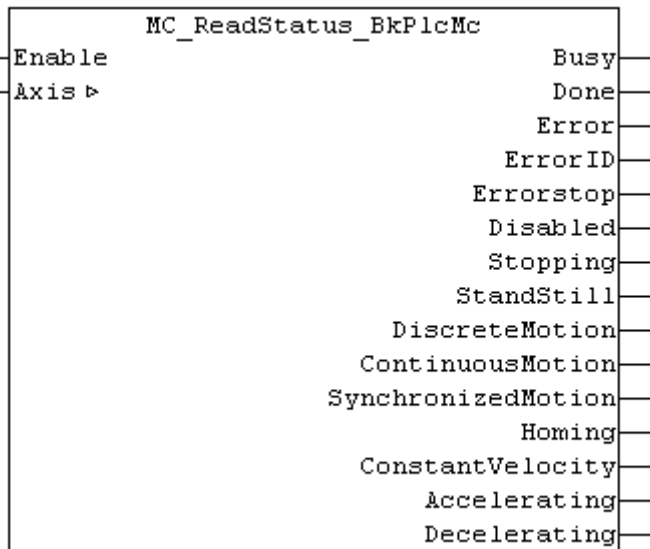 MC_ReadStatus_BkPlcMc
Enable Busy
Axis ▷ Done
Error
ErrorID
Errorstop
Disabled
Stopping
StandStill
DiscreteMotion
ContinuousMotion
SynchronizedMotion
Homing
ConstantVelocity
Accelerating
Decelerating